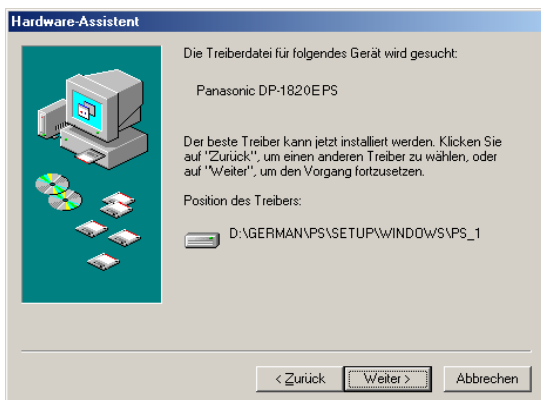 Hardware-Assistent
Die Treiberdatei für folgendes Gerät wird gesucht:
Panasonic DP-1820E PS
Der beste Treiber kann jetzt installiert werden. Klicken Sie
auf "Zurück", um einen anderen Treiber zu wählen, oder
auf "Weiter", um den Vorgang fortzusetzen.
Position des Treibers:
D:\GERMAN\PS\SETUP\WINDOWS\PS_1
< Zurück
Weiter >
Abbrechen